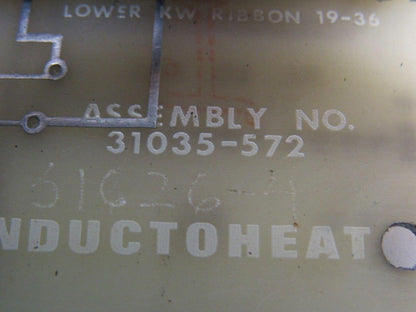 LOWER KW RIBBON 19-36
ASSEMBLY NO.
31035-572
NDUCTOHEAT